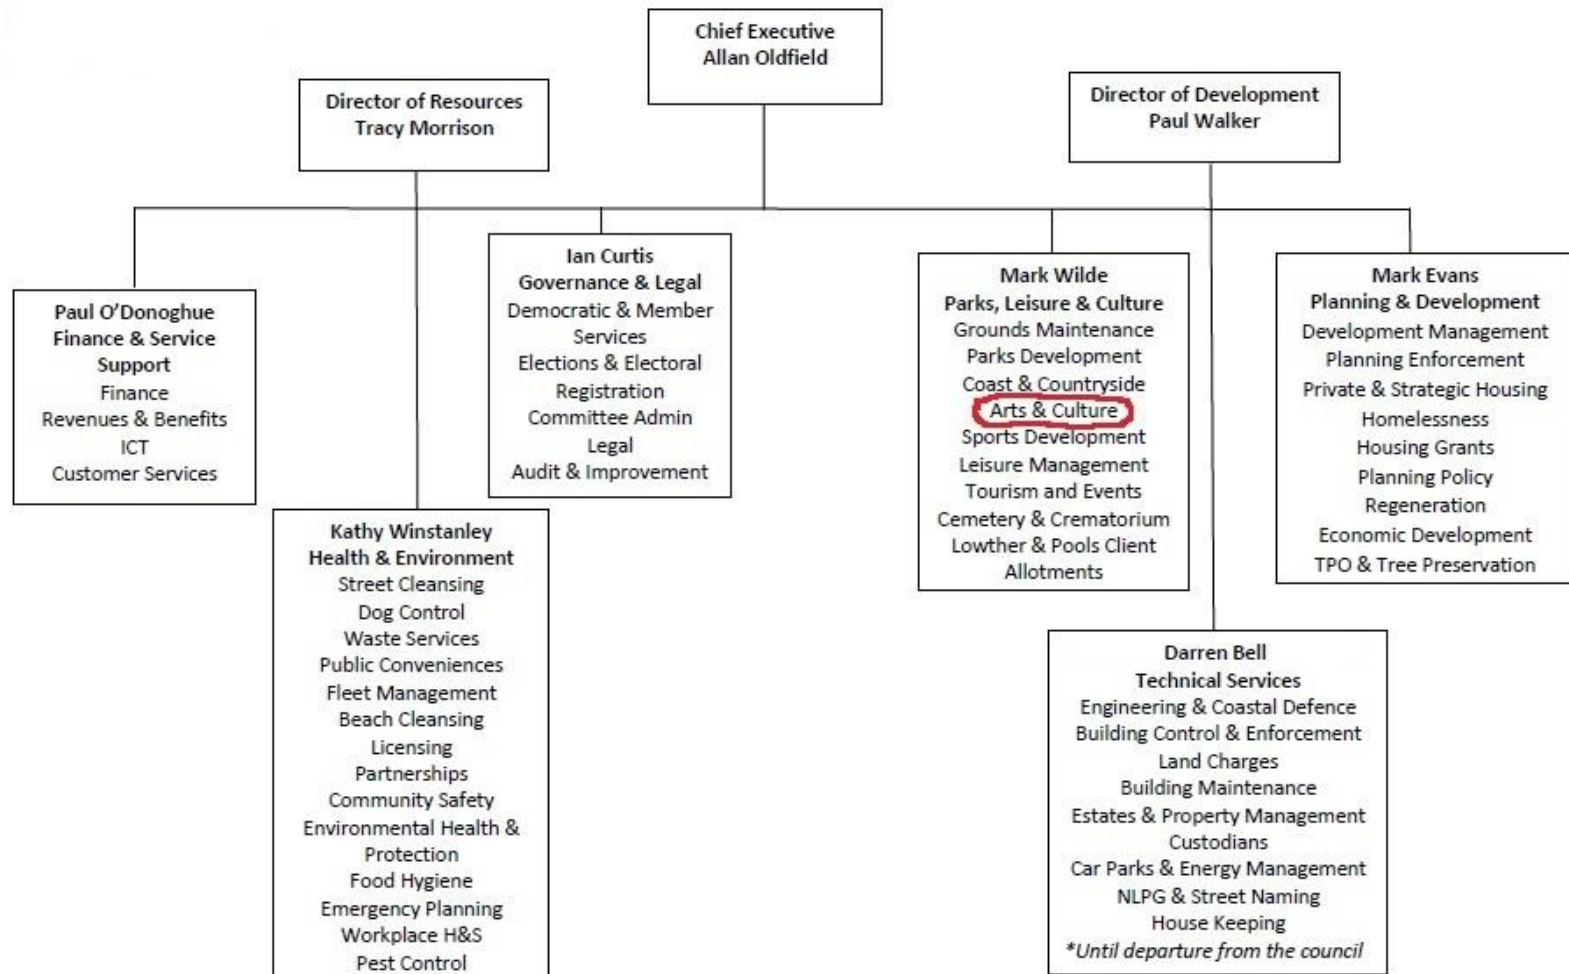 Chief Executive
Allan Oldfield
Director of Resources
Tracy Morrison
Director of Development
Paul Walker
Paul O’Donoghue
Finance & Service
Support
Finance
Revenues & Benefits
ICT
Customer Services
Ian Curtis
Governance & Legal
Democratic & Member
Services
Elections & Electoral
Registration
Committee Admin
Legal
Audit & Improvement
Mark Wilde
Parks, Leisure & Culture
Grounds Maintenance
Parks Development
Coast & Countryside
Arts & Culture
Sports Development
Leisure Management
Tourism and Events
Cemetery & Crematorium
Lowther & Pools Client
Allotments
Mark Evans
Planning & Development
Development Management
Planning Enforcement
Private & Strategic Housing
Homelessness
Housing Grants
Planning Policy
Regeneration
Economic Development
TPO & Tree Preservation
Kathy Winstanley
Health & Environment
Street Cleansing
Dog Control
Waste Services
Public Conveniences
Fleet Management
Beach Cleansing
Licensing
Partnerships
Community Safety
Environmental Health &
Protection
Food Hygiene
Emergency Planning
Workplace H&S
Pest Control
Darren Bell
Technical Services
Engineering & Coastal Defence
Building Control & Enforcement
Land Charges
Building Maintenance
Estates & Property Management
Custodians
Car Parks & Energy Management
NLPG & Street Naming
House Keeping
*Until departure from the council